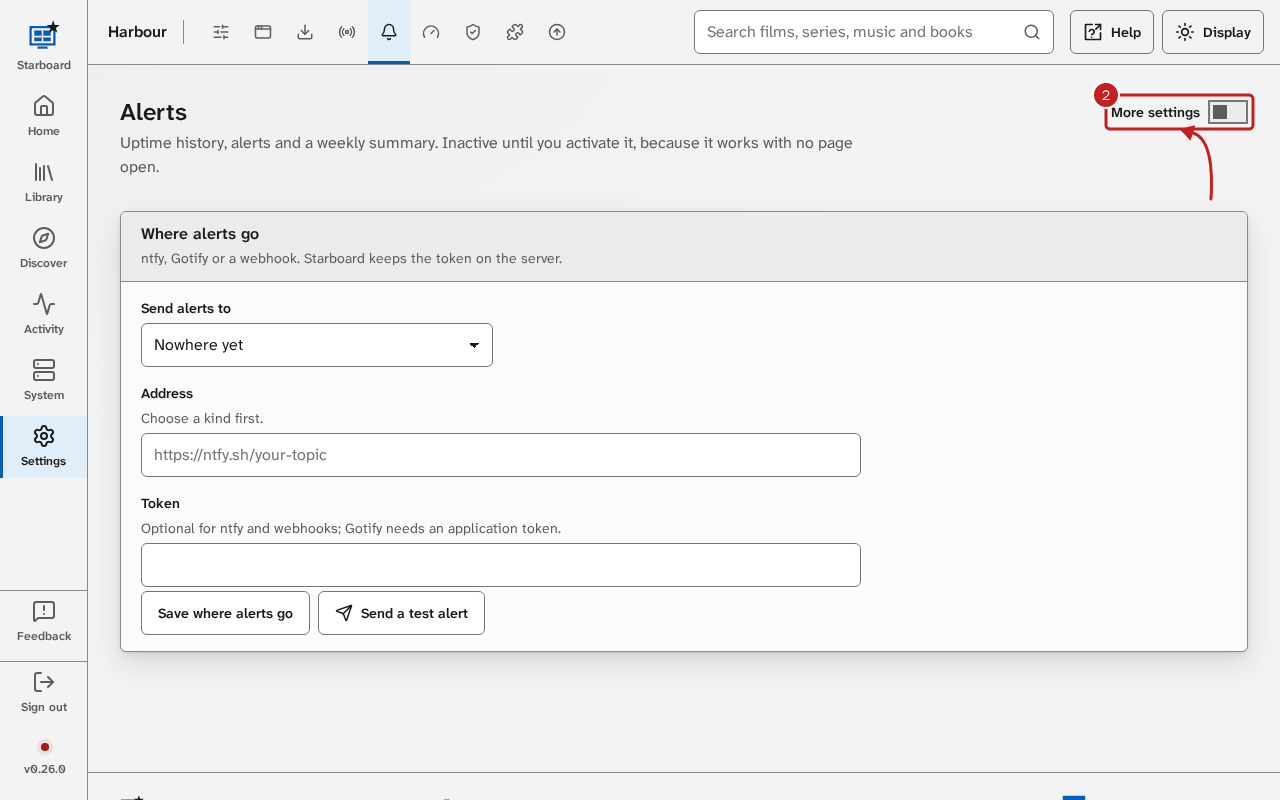 Starboard
Home
Library
Discover
Activity
System
Settings
Feedback
Sign out
v0.26.0
Harbour
Search films, series, music and books
Help
Display
Alerts
Uptime history, alerts and a weekly summary. Inactive until you activate it, because it works with no page
open.
2
More settings
Where alerts go
ntfy, Gotify or a webhook. Starboard keeps the token on the server.
Send alerts to
Nowhere yet
Address
Choose a kind first.
https://ntfy.sh/your-topic
Token
Optional for ntfy and webhooks; Gotify needs an application token.
Save where alerts go
Send a test alert